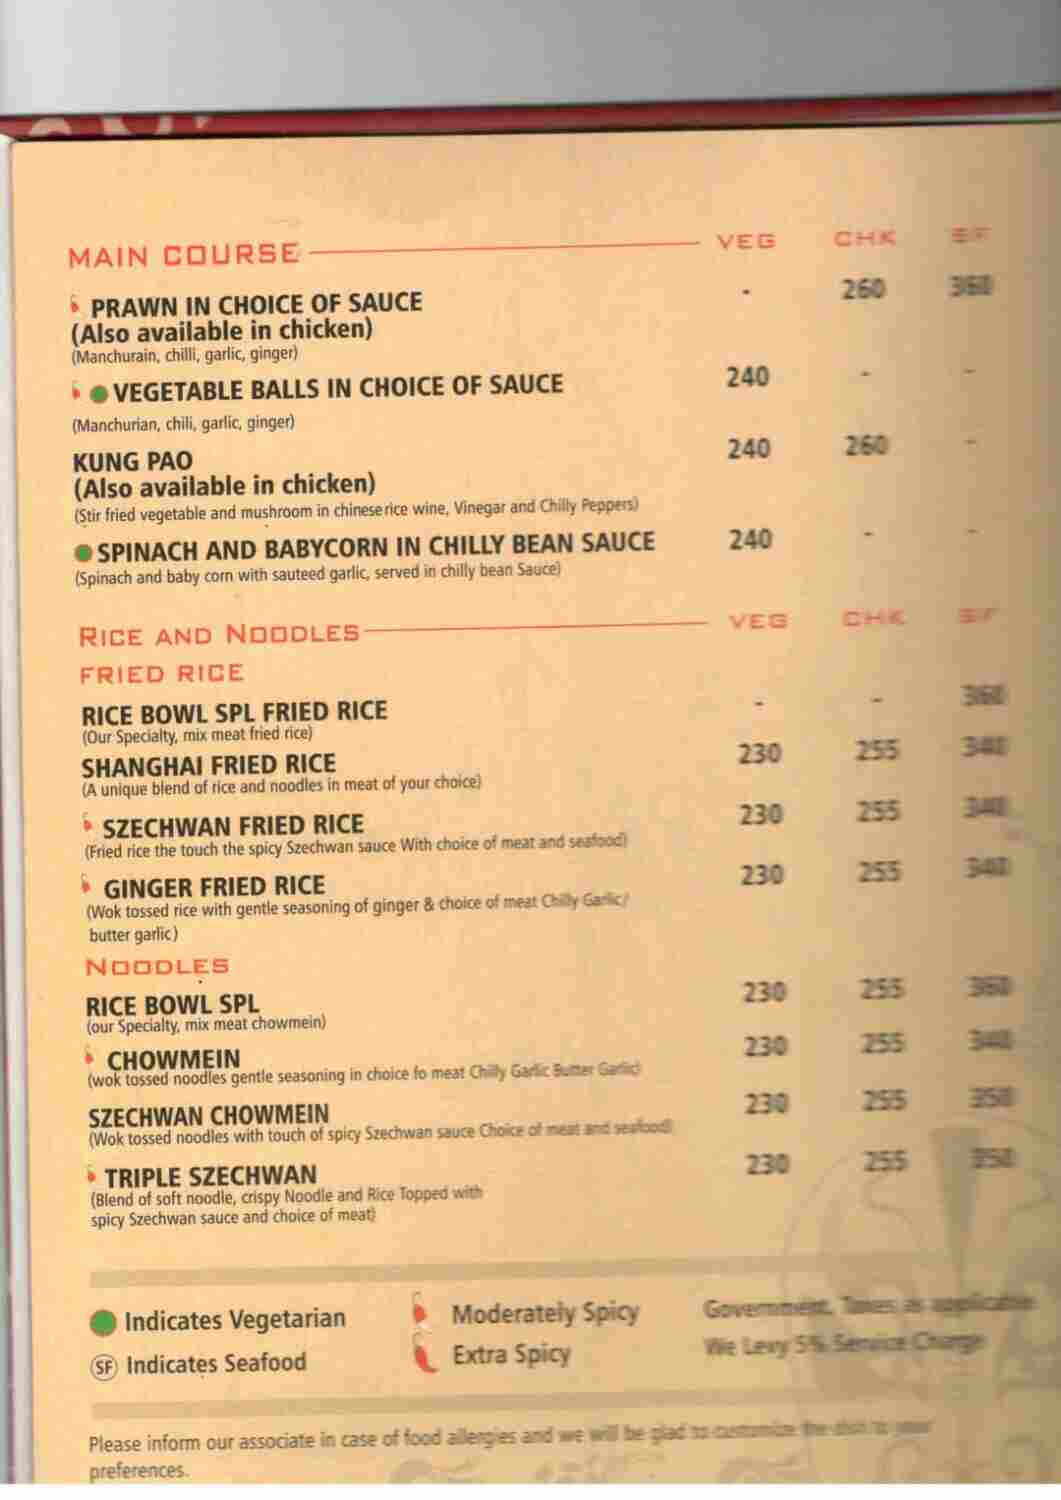 MAIN COURSE VEG CHK SF
PRAWN IN CHOICE OF SAUCE - 260 360
(Also available in chicken)
(Manchurain, chilli, garlic, ginger)
VEGETABLE BALLS IN CHOICE OF SAUCE 240 - -
(Manchurian, chili, garlic, ginger)
KUNG PAO 240 260 -
(Also available in chicken)
(Stir fried vegetable and mushroom in chinese rice wine, Vinegar and Chilly Peppers)
SPINACH AND BABYCORN IN CHILLY BEAN SAUCE 240 - -
(Spinach and baby corn with sauteed garlic, served in chilly bean Sauce)
RICE AND NOODLES VEG CHK SF
FRIED RICE
RICE BOWL SPL FRIED RICE - - 360
(Our Specialty, mix meat fried rice)
SHANGHAI FRIED RICE 230 255 340
(A unique blend of rice and noodles in meat of your choice)
SZECHWAN FRIED RICE 230 255 340
(Fried rice the touch the spicy Szechwan sauce With choice of meat and seafood)
GINGER FRIED RICE 230 255 340
(Wok tossed rice with gentle seasoning of ginger & choice of meat Chilly Garlic/
butter garlic)
NOODLES
RICE BOWL SPL 230 255 360
(our Specialty, mix meat chowmein)
CHOWMEIN 230 255 340
(wok tossed noodles gentle seasoning in choice fo meat Chilly Garlic Butter Garlic)
SZECHWAN CHOWMEIN 230 255 350
(Wok tossed noodles with touch of spicy Szechwan sauce Choice of meat and seafood)
TRIPLE SZECHWAN 230 255 350
(Blend of soft noodle, crispy Noodle and Rice Topped with
spicy Szechwan sauce and choice of meat)
Indicates Vegetarian Moderately Spicy Government. Taxes as applicable
SF Indicates Seafood Extra Spicy We Levy 5% Service Charge
Please inform our associate in case of food allergies and we will be glad to customize the dish to your
preferences.